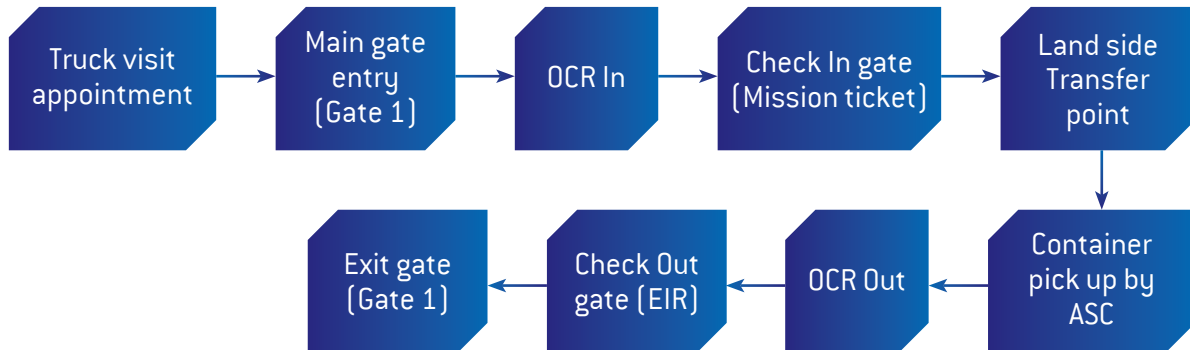 Truck visit
appointment
Main gate
entry
(Gate 1)
OCR In
Check In gate
(Mission ticket)
Land side
Transfer
point
Container
pick up by
ASC
OCR Out
Check Out
gate (EIR)
Exit gate
(Gate 1)